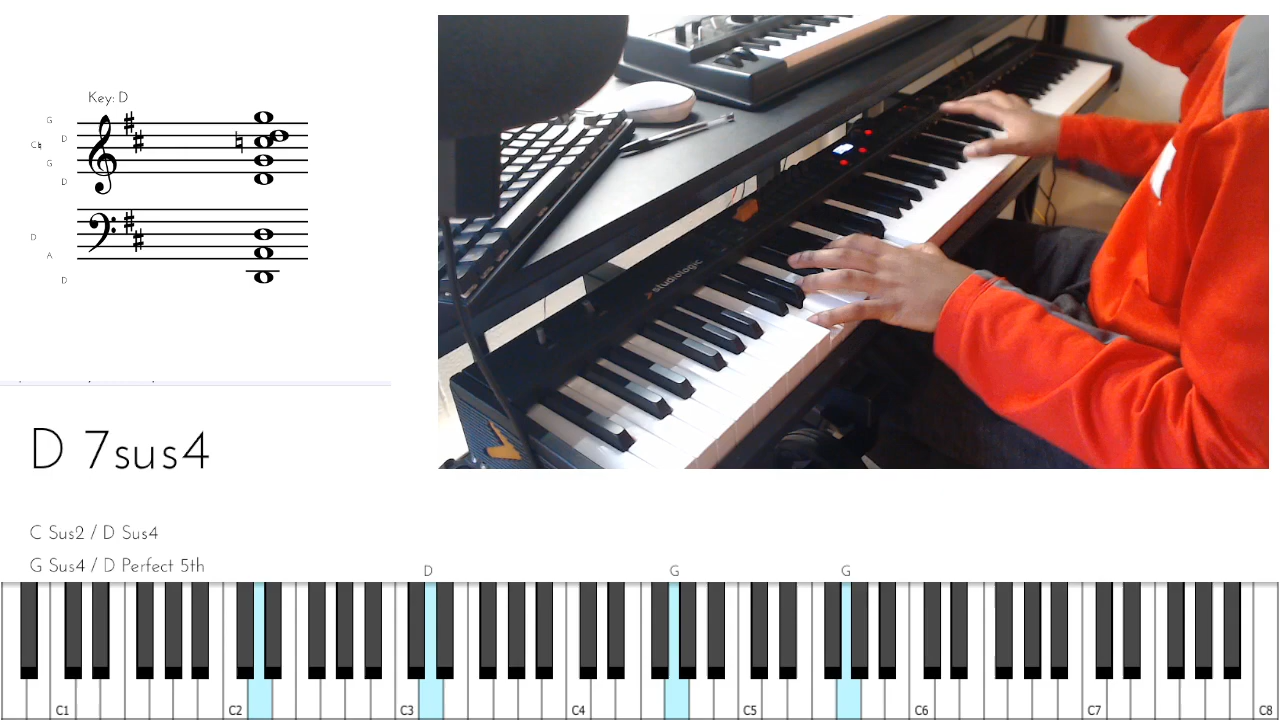 Key: D
G
D
C♮
G
D
D
A
D
D 7sus4
C Sus2 / D Sus4
G Sus4 / D Perfect 5th
studiologic
D G G
C1 C2 C3 C4 C5 C6 C7 C8